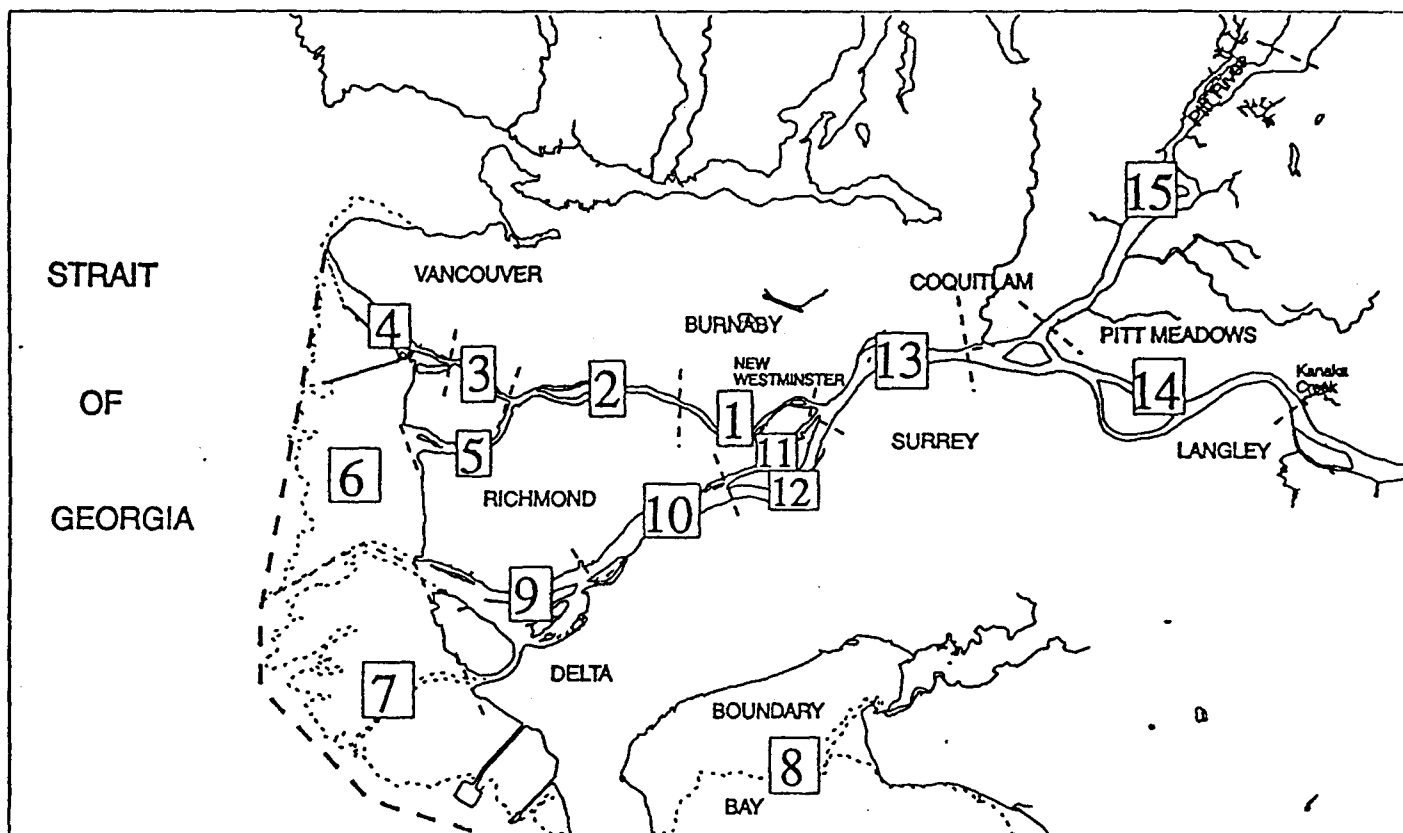 PITT RIVER
15
STRAIT
VANCOUVER
COQUITLAM
4
BURNABY
PITT MEADOWS
3
2
NEW
WESTMINSTER
13
Kanaka
Creek
OF
1
14
5
11
SURREY
LANGLEY
6
RICHMOND
12
GEORGIA
10
9
7
DELTA
BOUNDARY
8
BAY